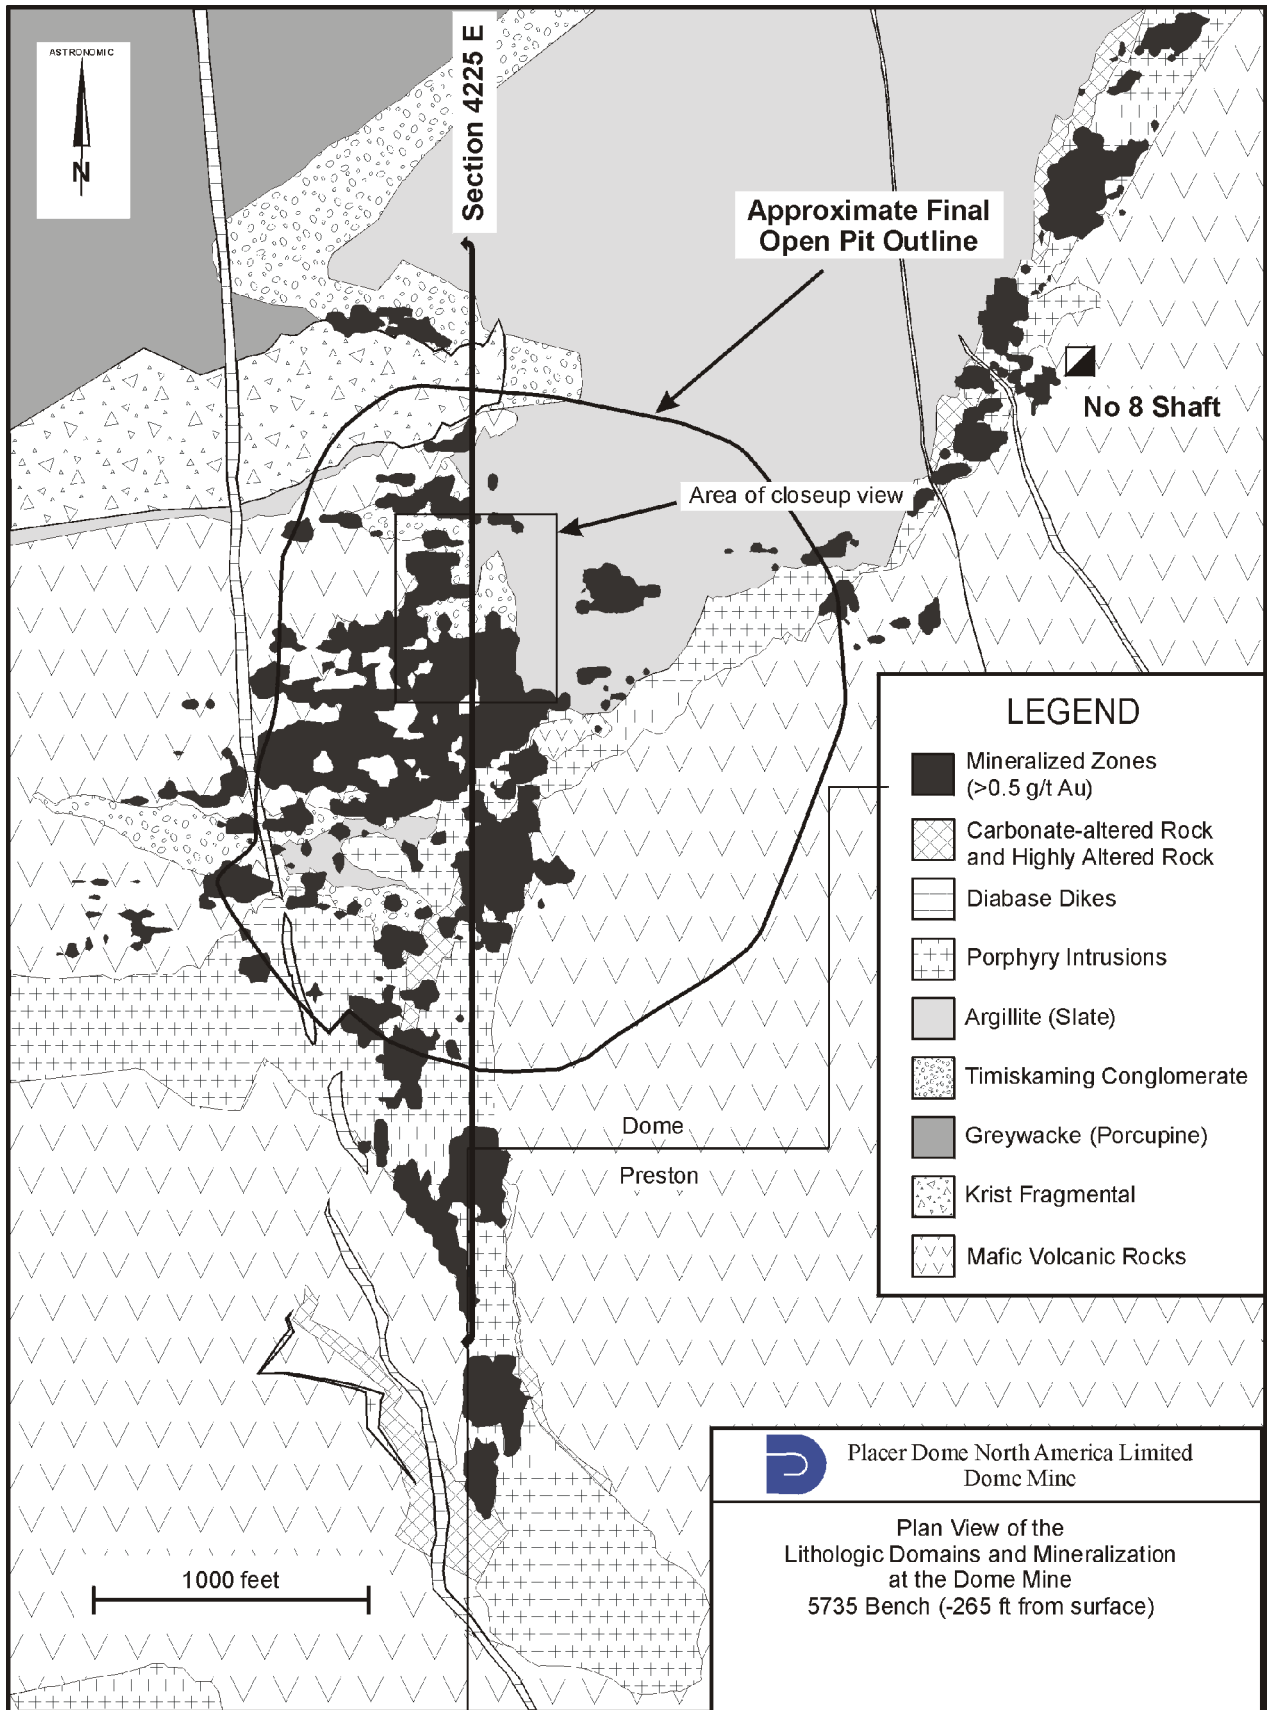 ASTRONOMIC
N
Section 4225 E
Approximate Final
Open Pit Outline
No 8 Shaft
Area of closeup view
LEGEND
Mineralized Zones
(>0.5 g/t Au)
Carbonate-altered Rock
and Highly Altered Rock
Diabase Dikes
Porphyry Intrusions
Argillite (Slate)
Timiskaming Conglomerate
Greywacke (Porcupine)
Krist Fragmental
Mafic Volcanic Rocks
Dome
Preston
1000 feet
Placer Dome North America Limited
Dome Mine
Plan View of the
Lithologic Domains and Mineralization
at the Dome Mine
5735 Bench (-265 ft from surface)